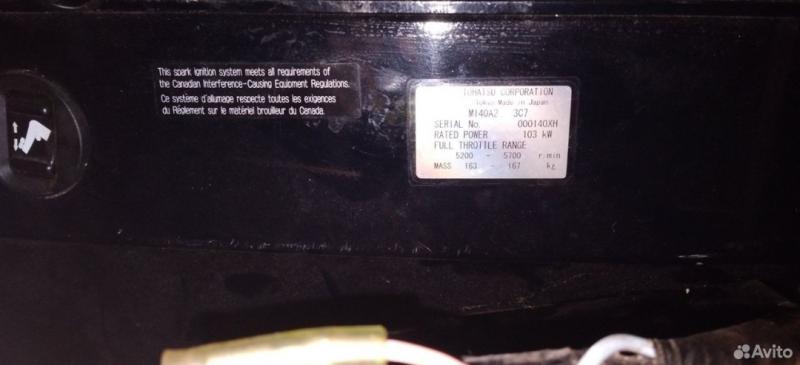 This spark ignition system meets all requirements of
the Canadian Interference-Causing Equipment Regulations.
Ce système d'allumage respecte toutes les exigences
du Règlement sur le matériel brouilleur du Canada.
TOHATSU CORPORATION
Tokyo Made in Japan
M140A2 3C7
SERIAL No. 000140XH
RATED POWER 103 kW
FULL THROTTLE RANGE
5200 - 5700 r/min
MASS 163 - 167 kg
Avito